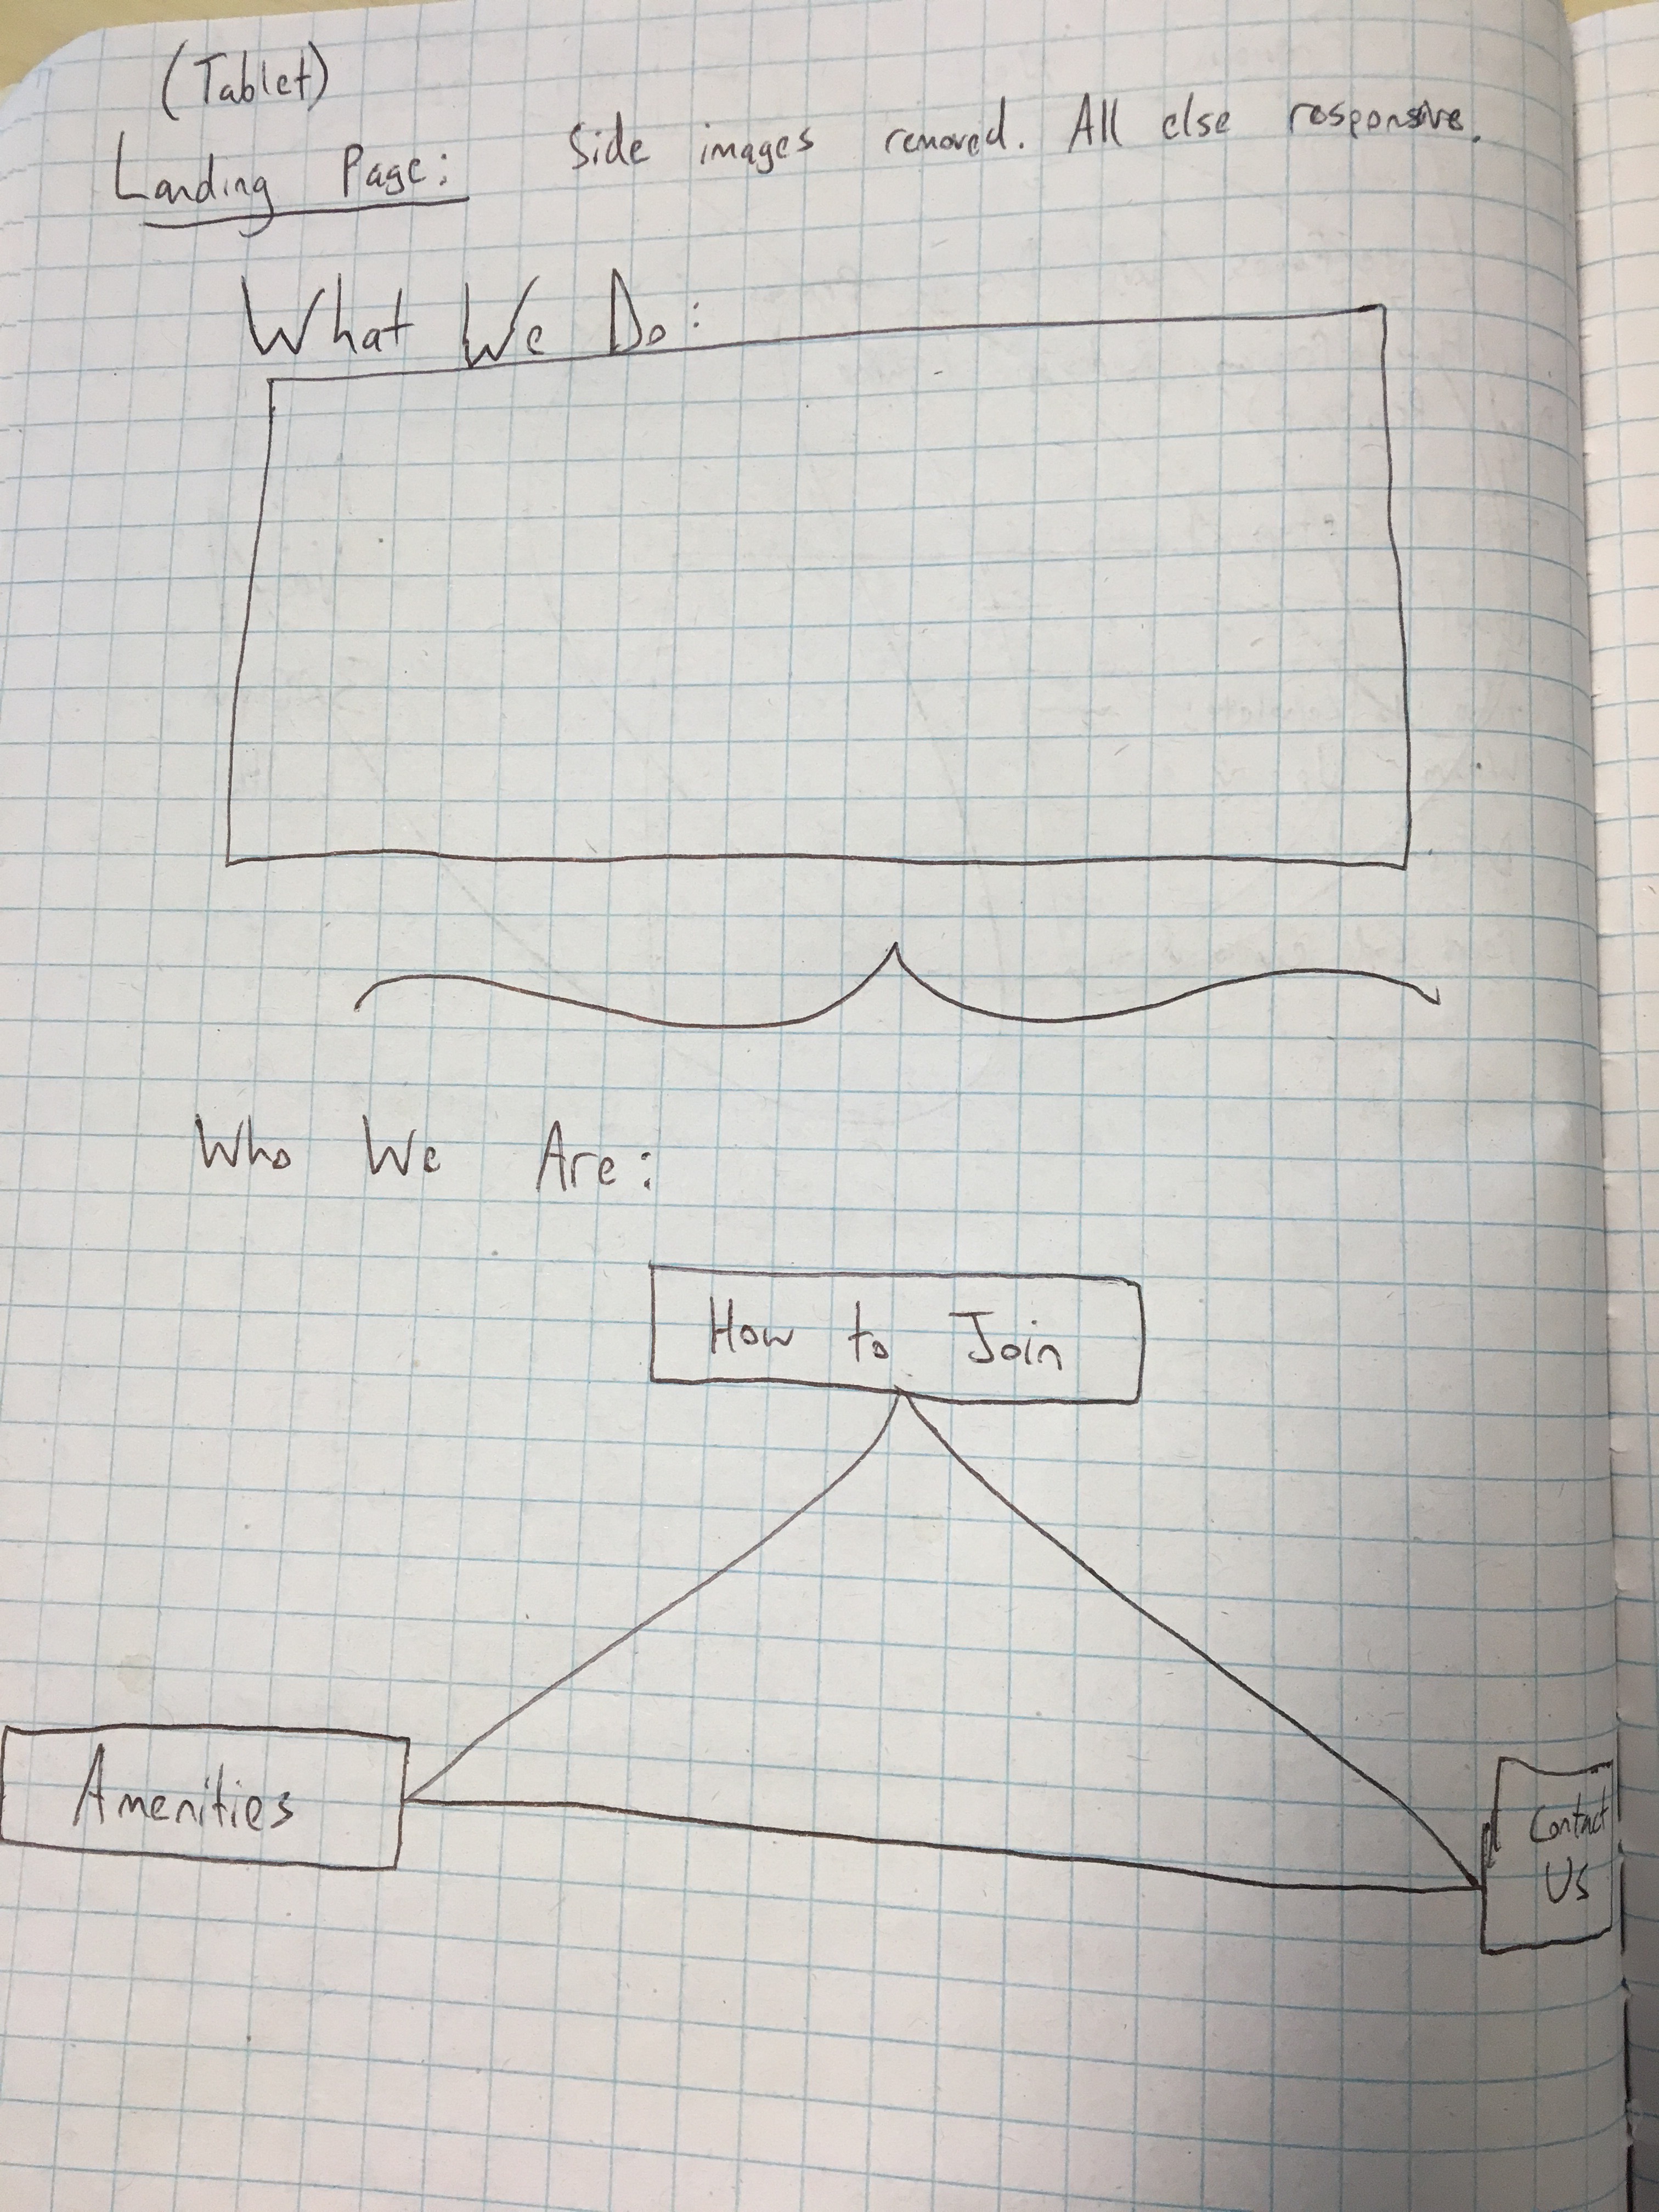 (Tablet)
Landing Page: Side images removed. All else responsive.
What We Do:
Who We Are:
How to Join
Amenities
Contact
Us